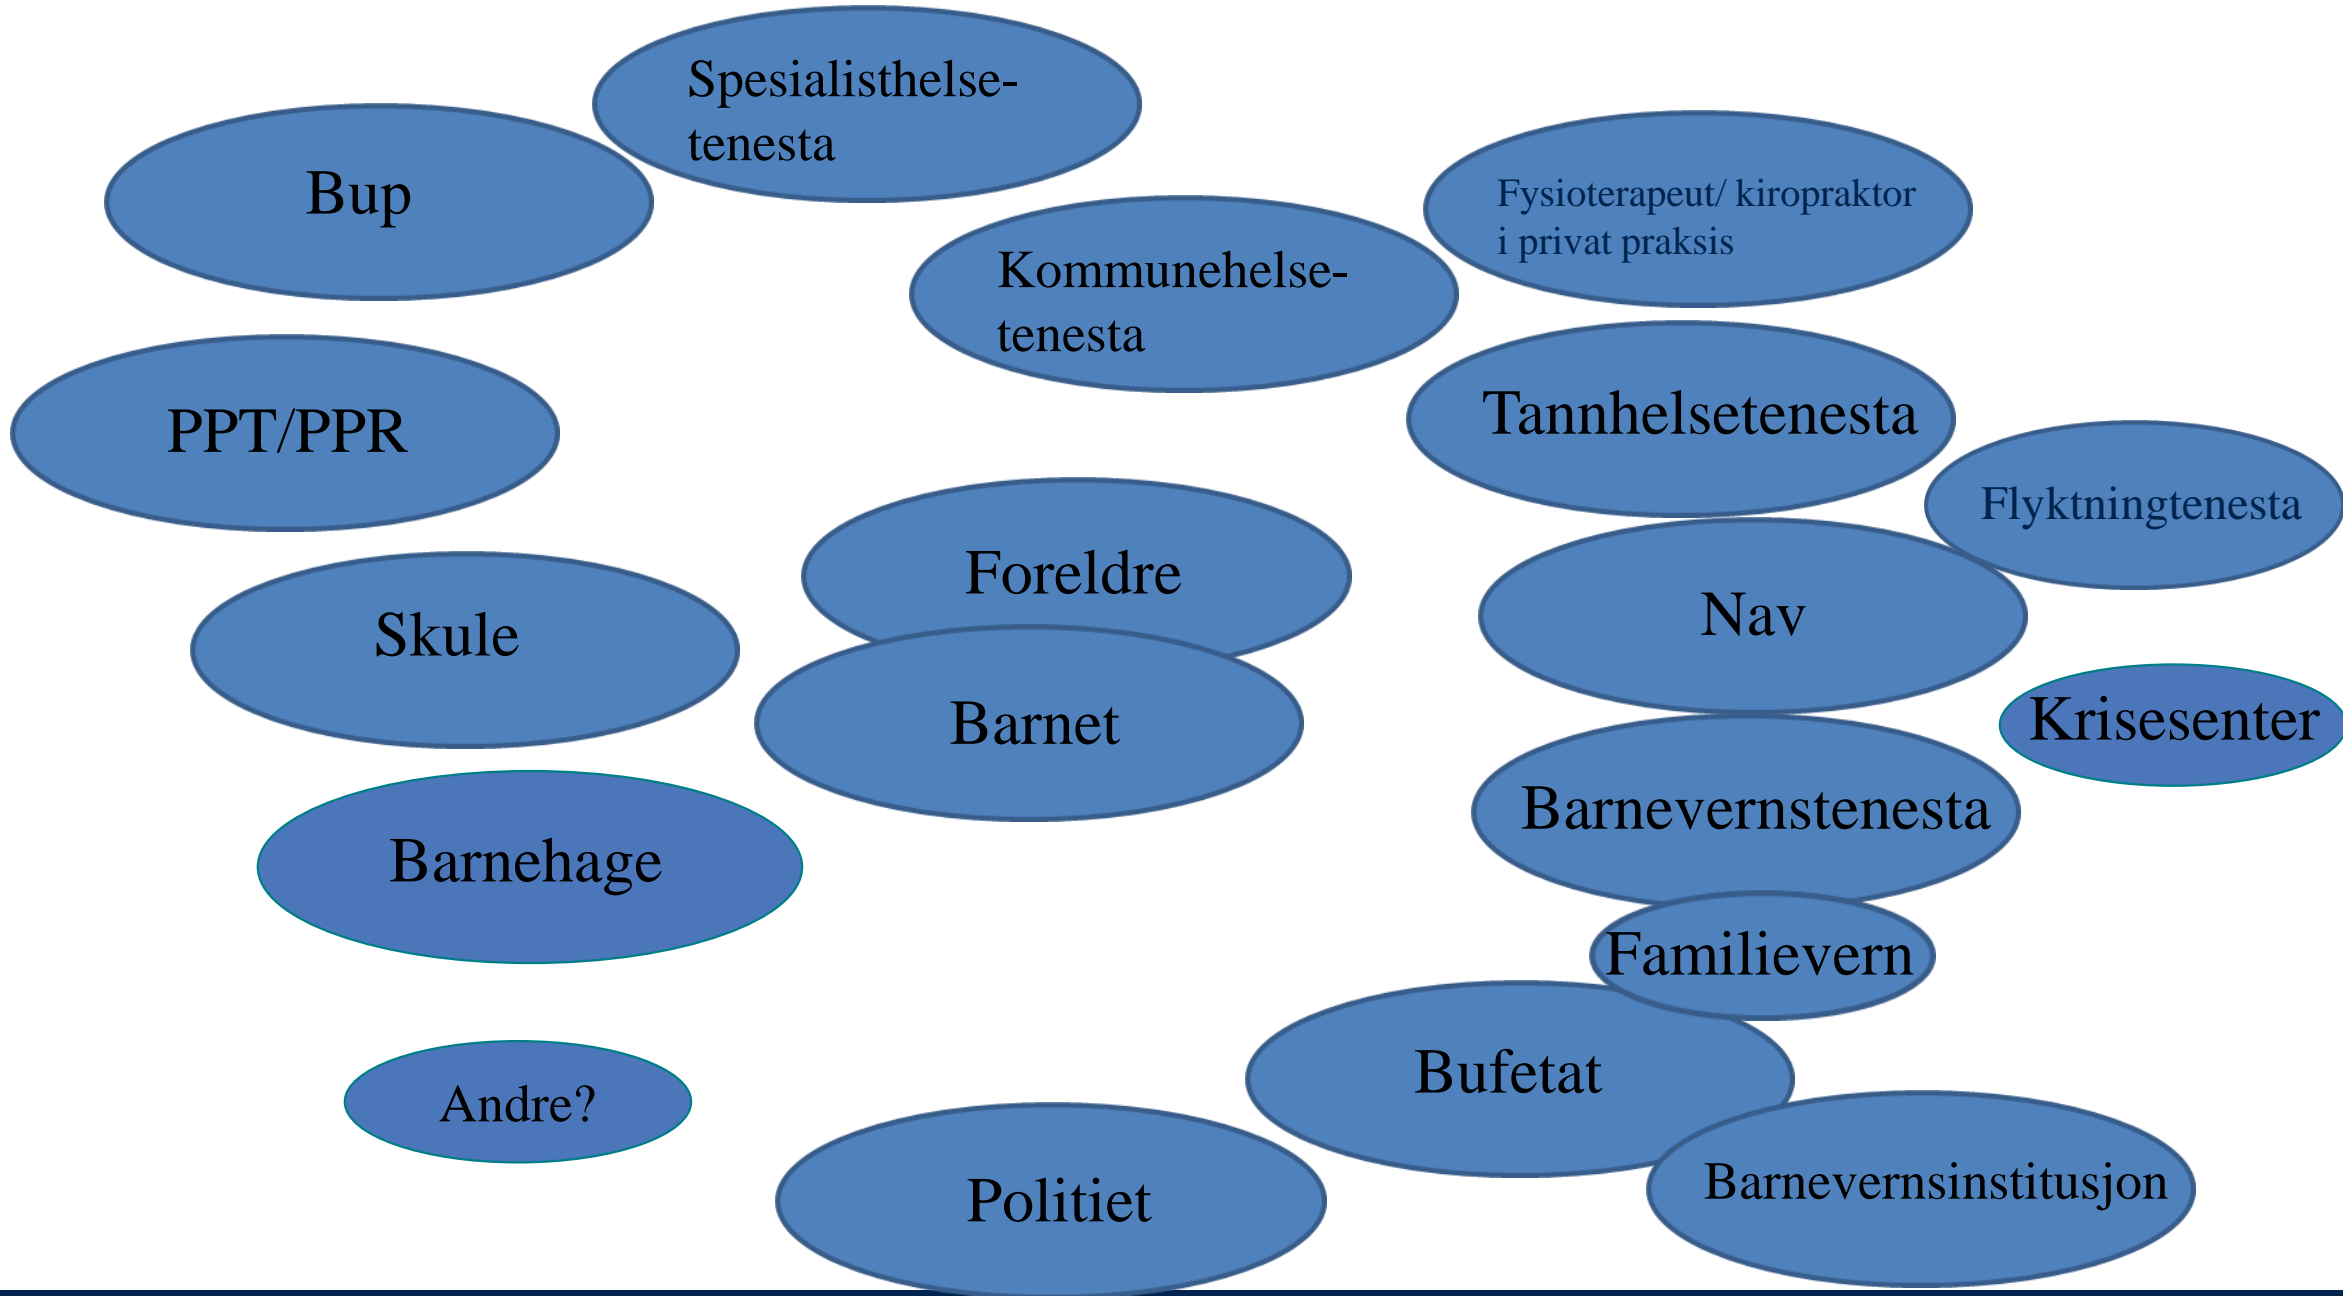 Spesialisthelse-
tenesta
Bup
Fysioterapeut/ kiropraktor
i privat praksis
Kommunehelse-
tenesta
PPT/PPR
Tannhelsetenesta
Flyktningtenesta
Foreldre
Skule
Nav
Barnet
Krisesenter
Barnevernstenesta
Barnehage
Familievern
Bufetat
Andre?
Politiet
Barnevernsinstitusjon